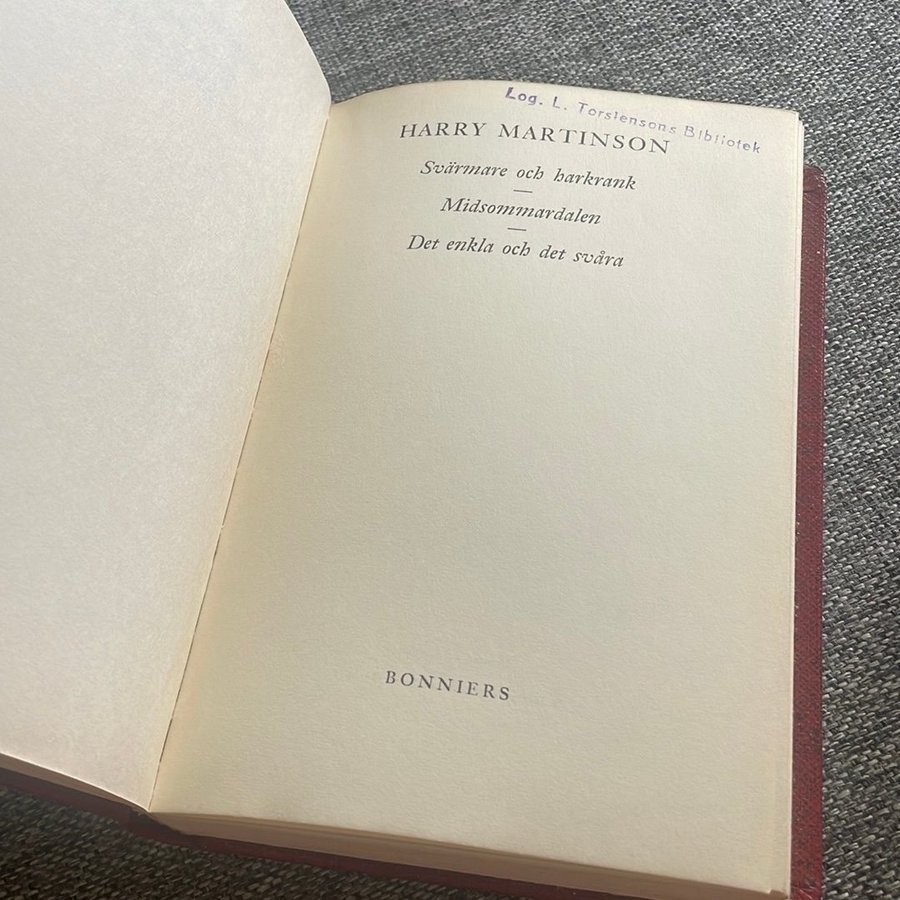 Log. L. Torstensons Bibliotek
HARRY MARTINSON
Svärmare och harkrank
—
Midsommardalen
—
Det enkla och det svåra
BONNIERS